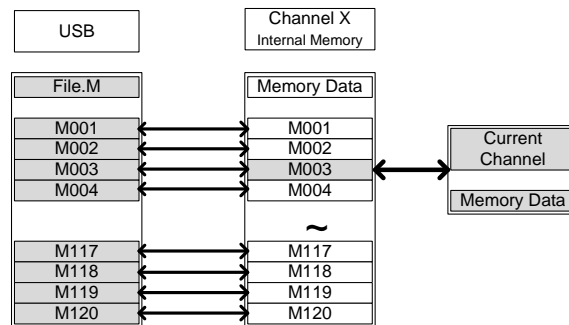 USB
Channel X
Internal Memory
File.M
Memory Data
M001
M002
M003
M004
M117
M118
M119
M120
M001
M002
M003
M004
~
M117
M118
M119
M120
Current
Channel
Memory Data